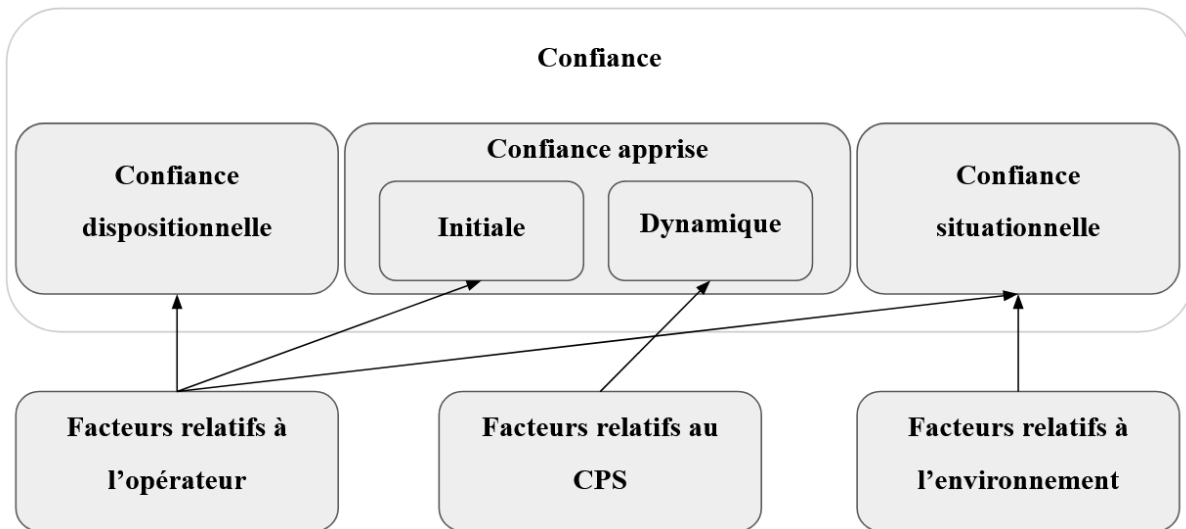 Confiance
Confiance
dispositionnelle
Confiance apprise
Initiale
Dynamique
Confiance
situationnelle
Facteurs relatifs à
l’opérateur
Facteurs relatifs au
CPS
Facteurs relatifs à
l’environnement